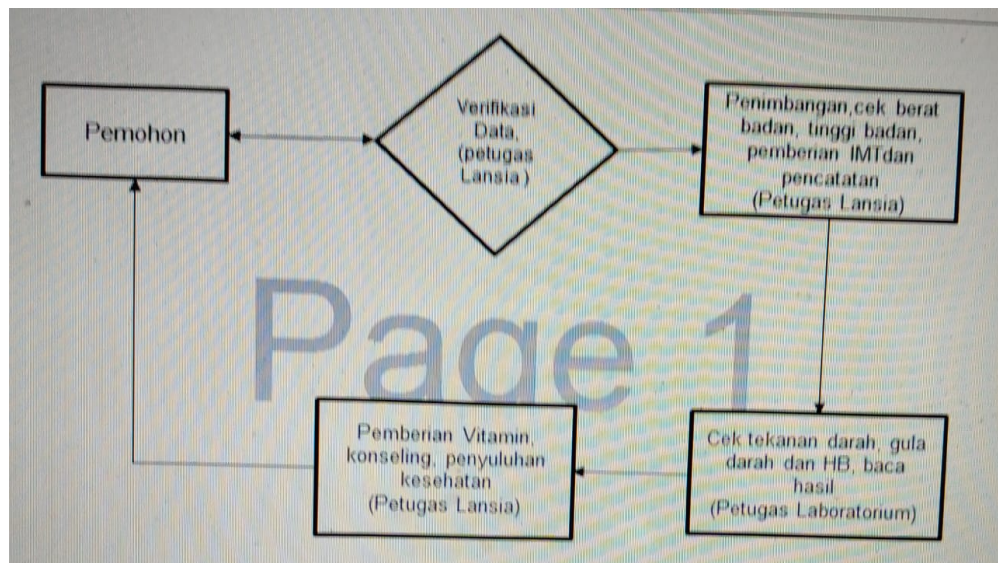 Pemohon
Verifikasi
Data,
(petugas
Lansia)
Penimbangan,cek berat
badan, tinggi badan,
pemberian IMTdan
pencatatan
(Petugas Lansia)
Page 1
Pemberian Vitamin,
konseling, penyuluhan
kesehatan
(Petugas Lansia)
Cek tekanan darah, gula
darah dan HB, baca
hasil
(Petugas Laboratorium)